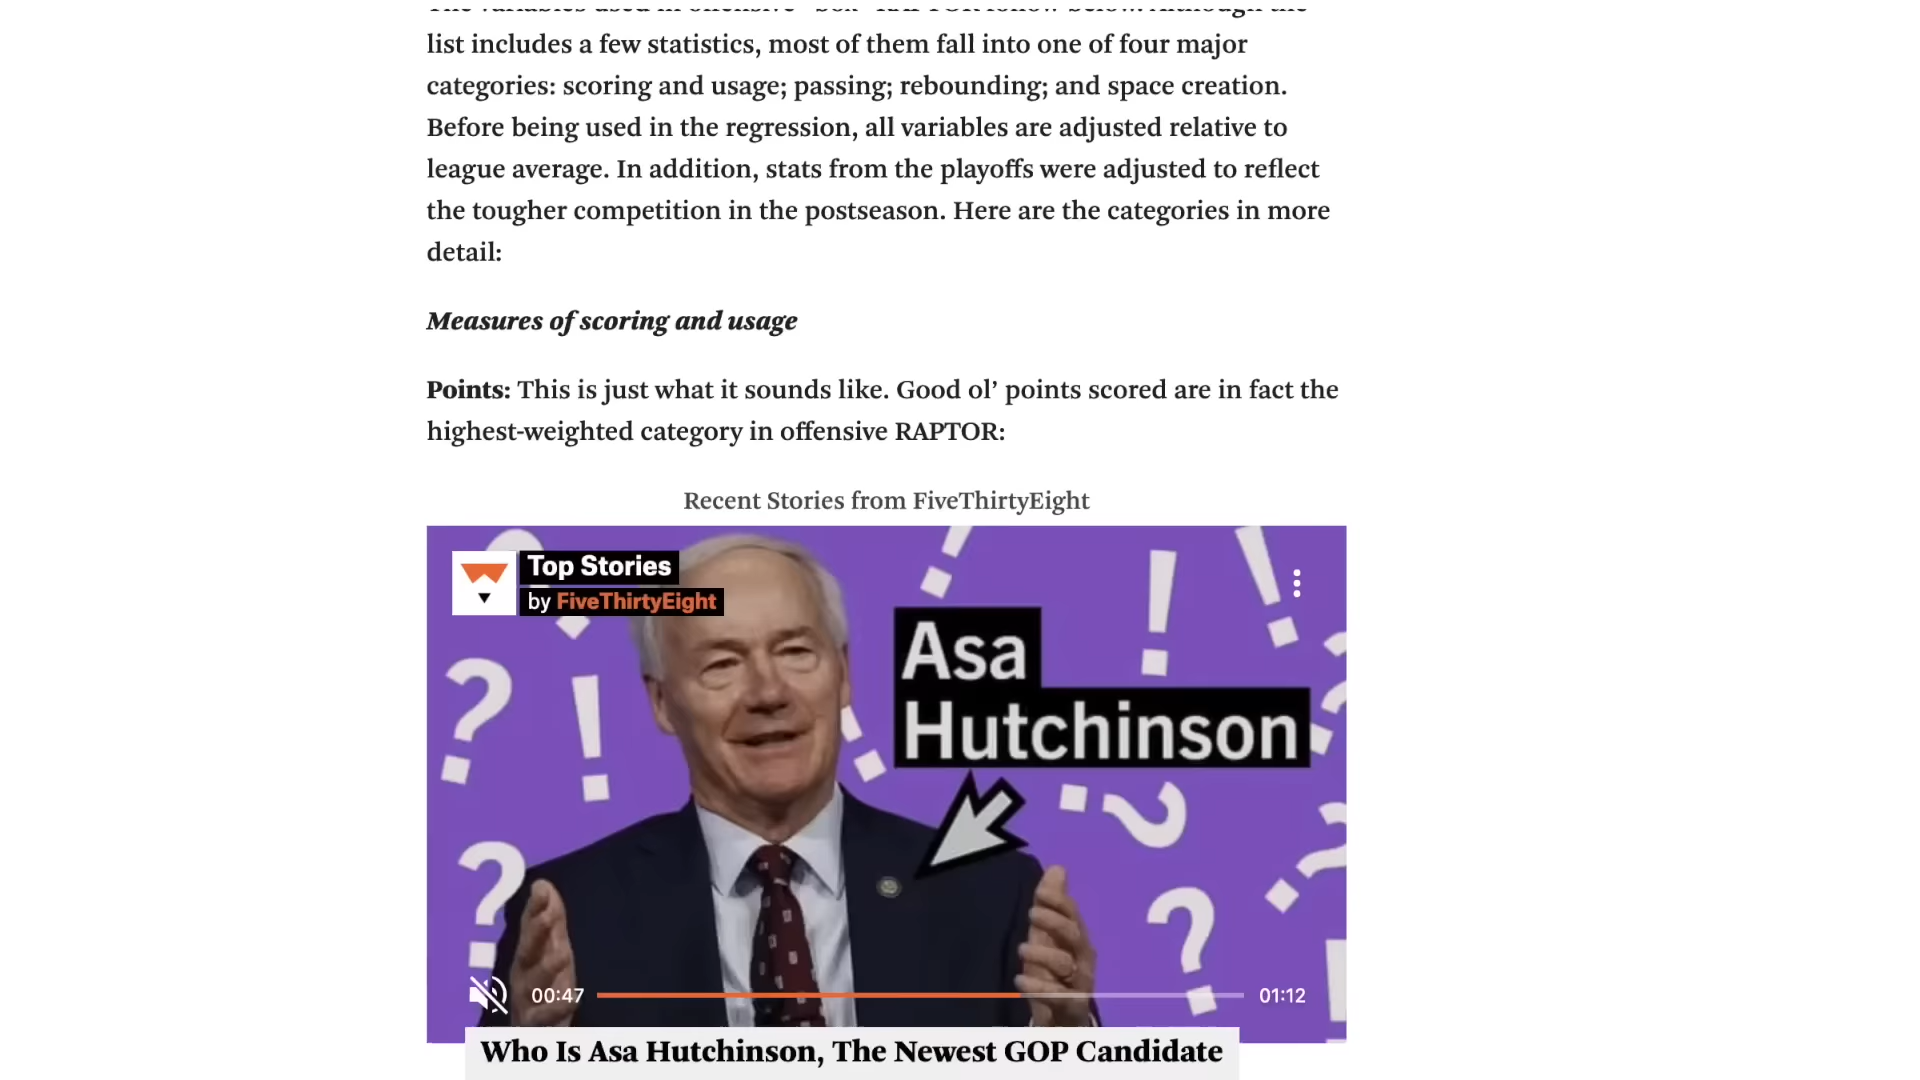 list includes a few statistics, most of them fall into one of four major
categories: scoring and usage; passing; rebounding; and space creation.
Before being used in the regression, all variables are adjusted relative to
league average. In addition, stats from the playoffs were adjusted to reflect
the tougher competition in the postseason. Here are the categories in more
detail:
Measures of scoring and usage
Points: This is just what it sounds like. Good ol’ points scored are in fact the
highest-weighted category in offensive RAPTOR:
Recent Stories from FiveThirtyEight
Top Stories
by FiveThirtyEight
Asa
Hutchinson
00:47
01:12
Who Is Asa Hutchinson, The Newest GOP Candidate